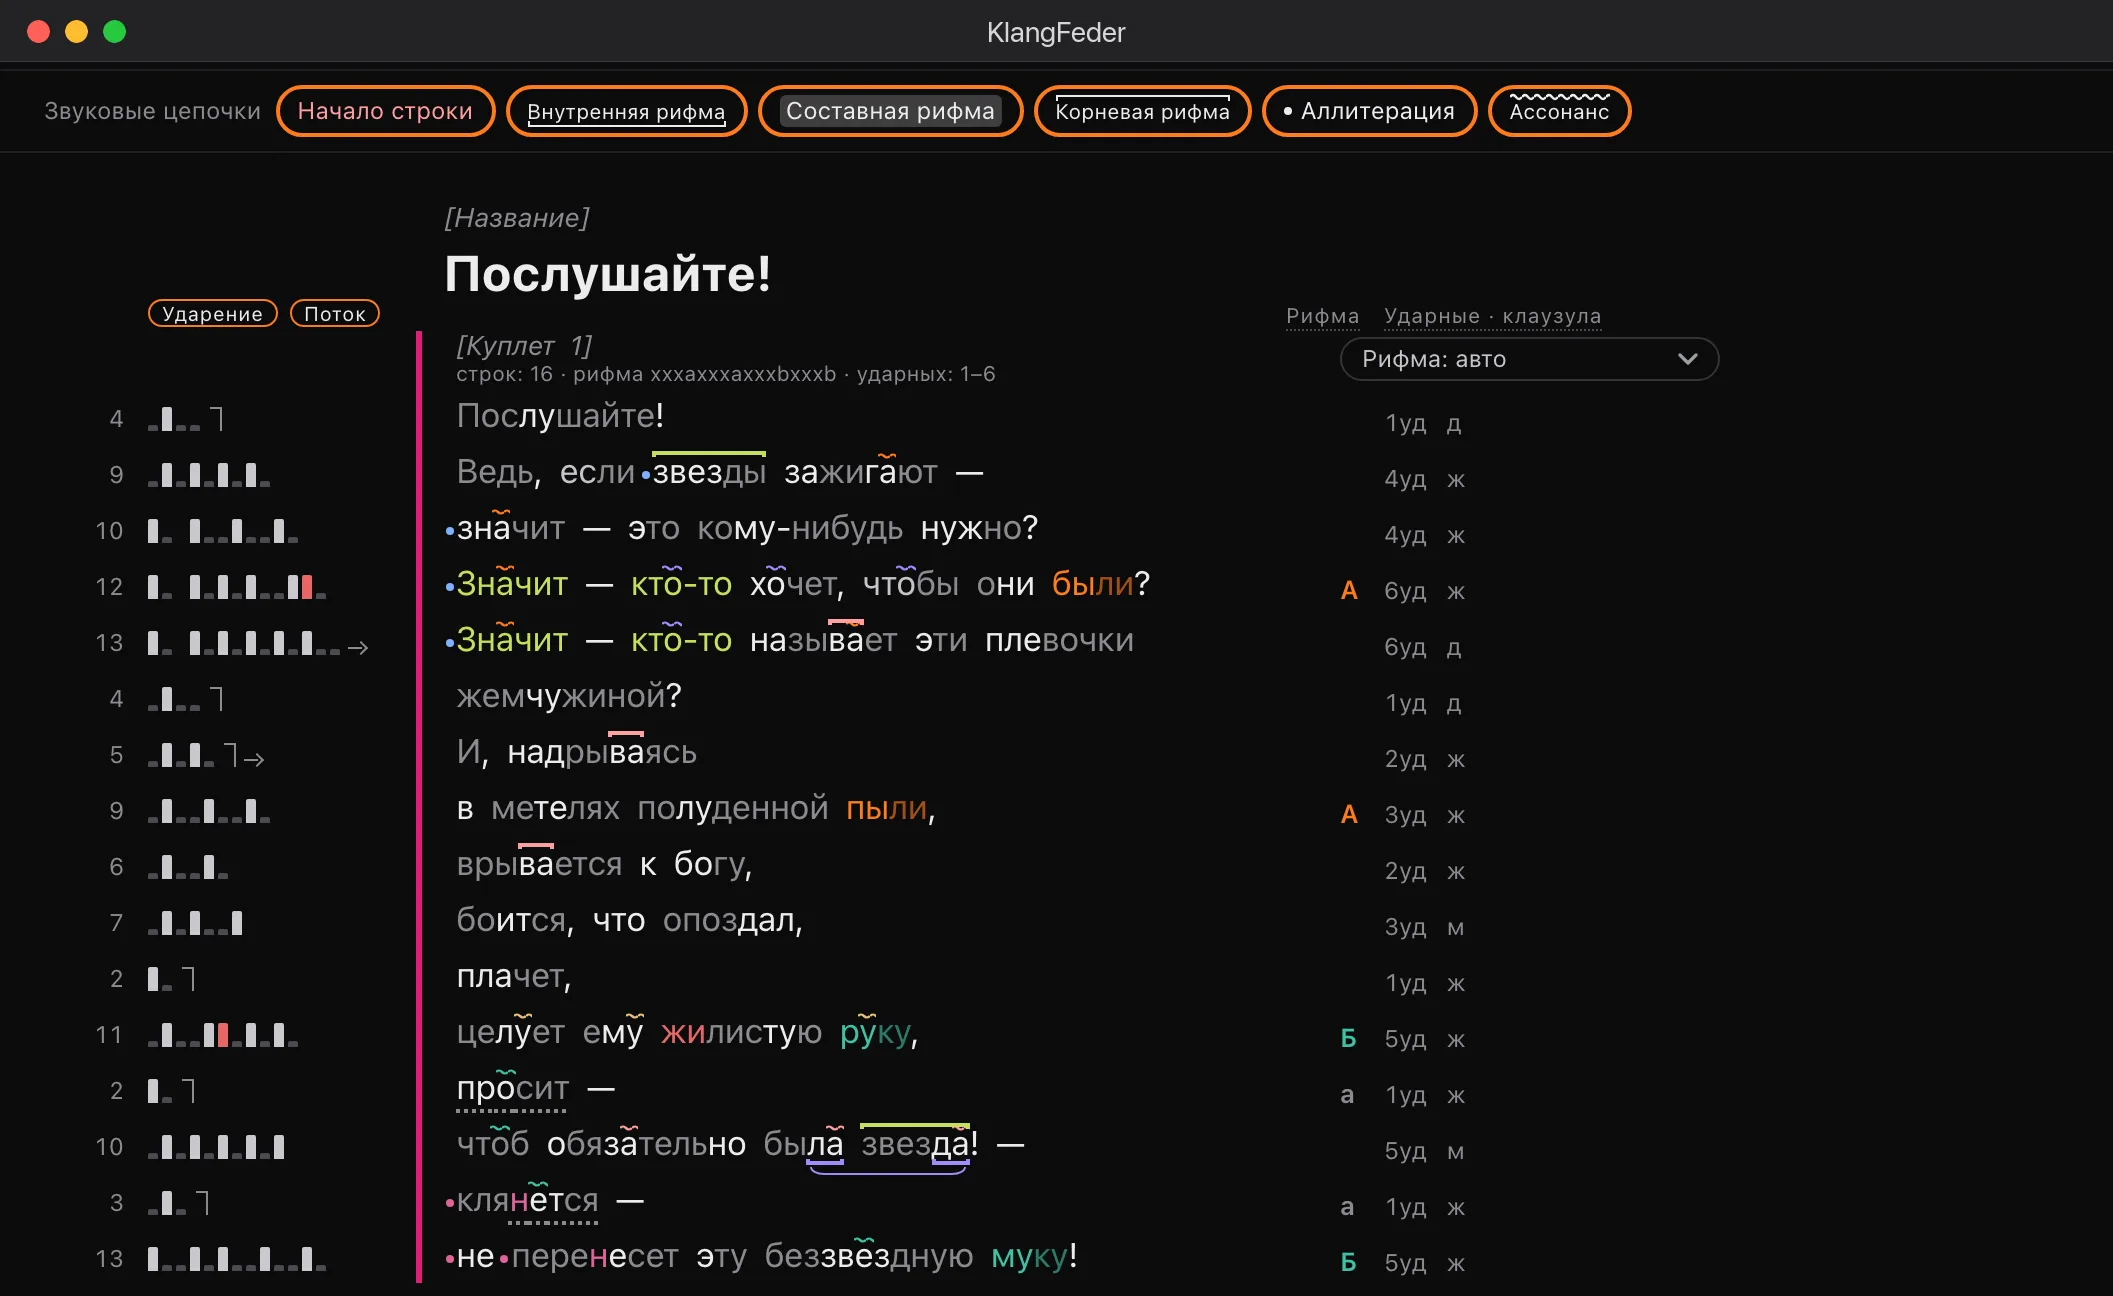 KlangFeder
Звуковые цепочки Начало строки Внутренняя рифма Составная рифма Корневая рифма • Аллитерация Ассонанс
[Название]
Послушайте!
Ударение Поток
Рифма Ударные · клаузула
[Куплет 1]
Рифма: авто
строк: 16 · рифма xxxaxxxaxxxbxxxb · ударных: 1–6
4 Послушайте! 1уд д
9 Ведь, если звезды зажигают — 4уд ж
10 значит — это кому-нибудь нужно? 4уд ж
12 Значит — кто-то хочет, чтобы они были? А 6уд ж
13 Значит — кто-то называет эти плевочки 6уд д
4 жемчужиной? 1уд д
5 И, надрываясь 2уд ж
9 в метелях полуденной пыли, А 3уд ж
6 врывается к богу, 2уд ж
7 боится, что опоздал, 3уд м
2 плачет, 1уд ж
11 целует ему жилистую руку, Б 5уд ж
2 просит — а 1уд ж
10 чтоб обязательно была звезда! — 5уд м
3 клянется — а 1уд ж
13 не перенесет эту беззвездную муку! Б 5уд ж